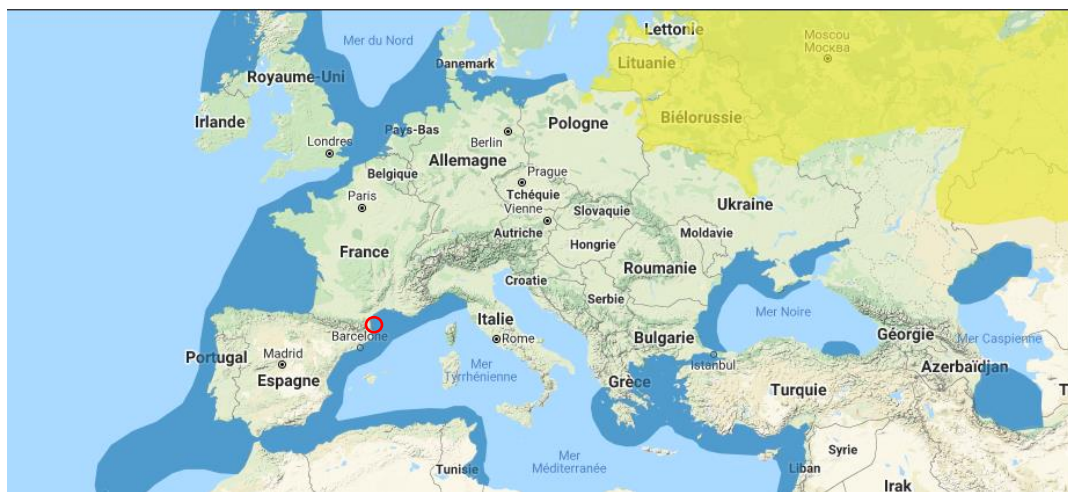 Lettonie
Moscou
Москва
Mer du Nord
Danemark
Lituanie
Royaume-Uni
Biélorussie
Irlande
Pays-Bas
Berlin
Pologne
Londres
Allemagne
Belgique
Prague
Tchéquie
Paris
Ukraine
Vienne
Slovaquie
Autriche
Moldavie
France
Hongrie
Roumanie
Croatie
Serbie
Italie
Mer Noire
Barcelone
Rome
Bulgarie
Géorgie
Mer Caspienne
Portugal
Madrid
Mer
Tyrrhénienne
Istanbul
Azerbaïdjan
Espagne
Grèce
Turquie
T
Mer
Méditerranée
Syrie
Tunisie
Liban
Irak